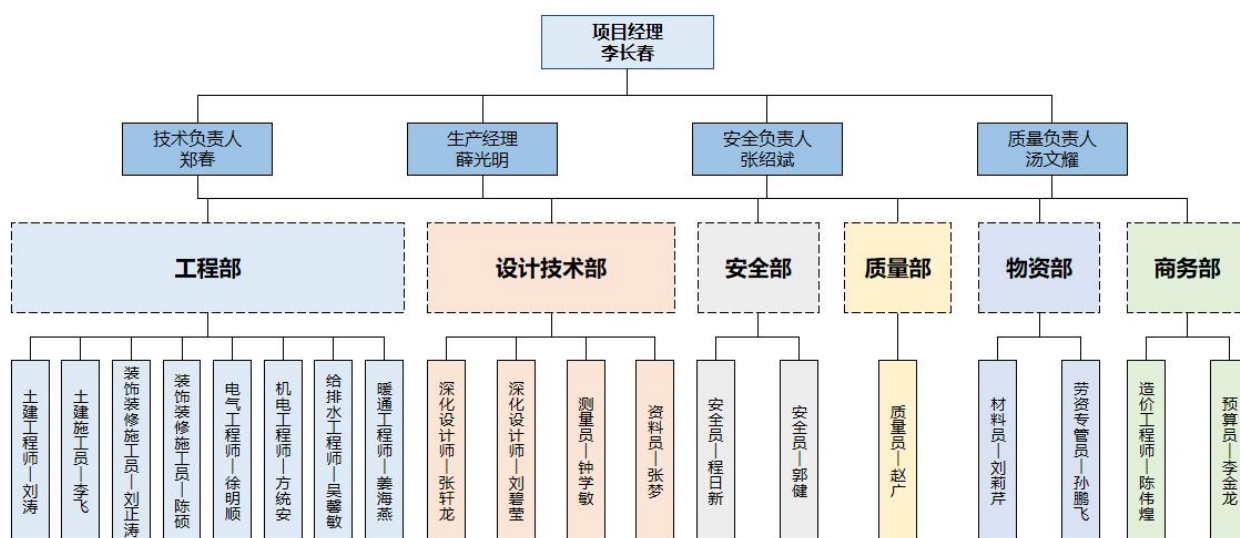 项目经理
李长春
技术负责人
郑春
生产经理
薛光明
安全负责人
张绍斌
质量负责人
汤文耀
工程部
设计技术部
安全部
质量部
物资部
商务部
土建工程师—刘涛
土建施工员—李飞
装饰装修施工员—刘正涛
装饰装修施工员—陈硕
电气工程师—徐明顺
机电工程师—方统安
给排水工程师—吴馨敏
暖通工程师—姜海燕
深化设计师—张轩龙
深化设计师—刘碧莹
测量员—钟学敏
资料员—张梦
安全员—程日新
安全员—郭健
质量员—赵广
材料员—刘莉芹
劳资专管员—孙鹏飞
造价工程师—陈伟煌
预算员—李金龙